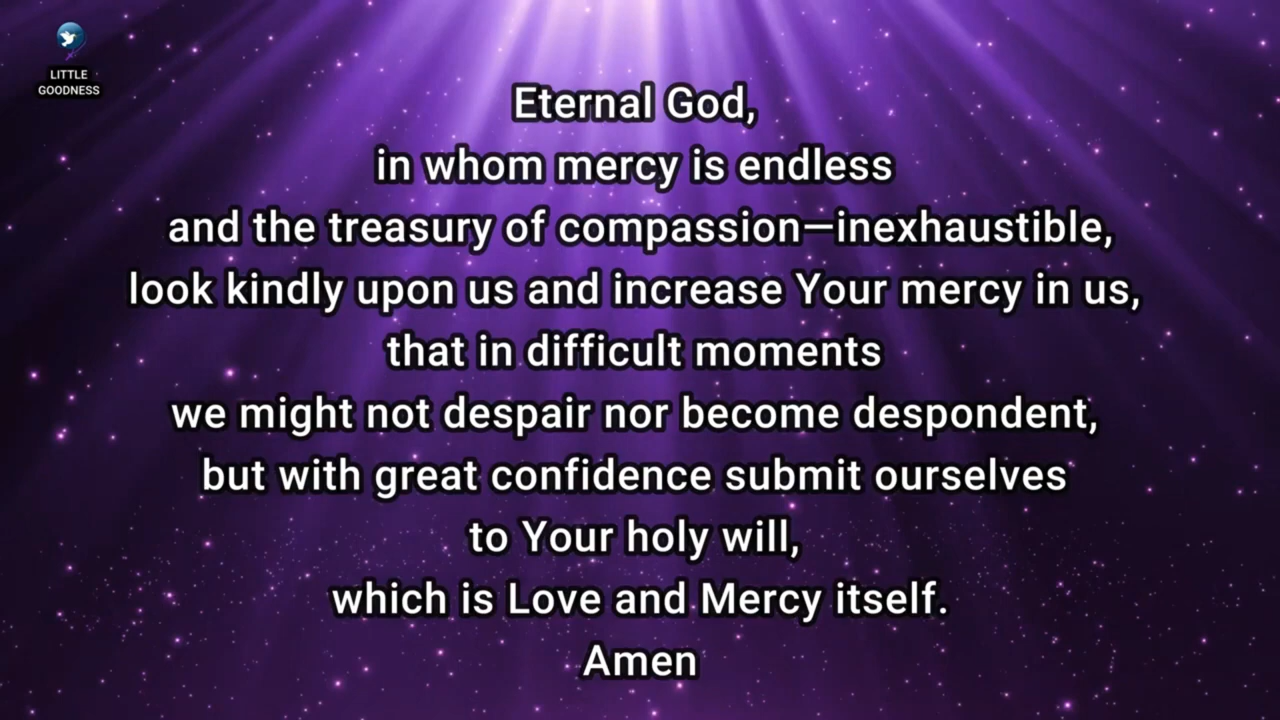 LITTLE
GOODNESS
Eternal God,
in whom mercy is endless
and the treasury of compassion—inexhaustible,
look kindly upon us and increase Your mercy in us,
that in difficult moments
we might not despair nor become despondent,
but with great confidence submit ourselves
to Your holy will,
which is Love and Mercy itself.
Amen